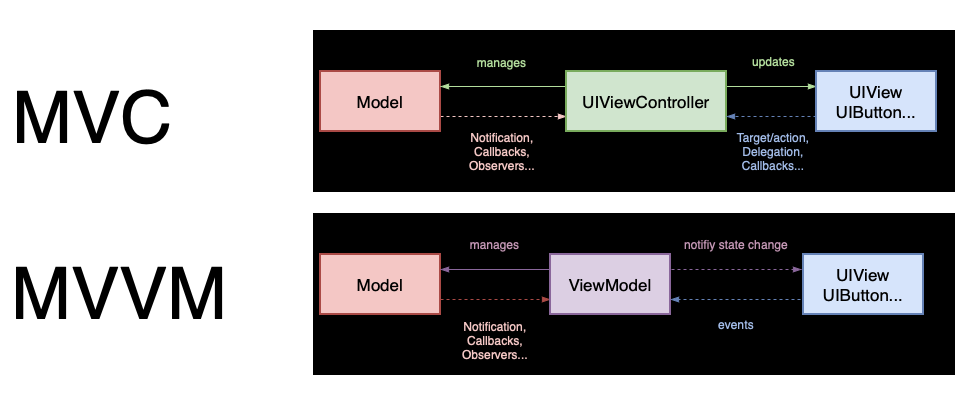 MVC
manages
updates
Model
UIViewController
UIView
UIButton...
Notification,
Callbacks,
Observers...
Target/action,
Delegation,
Callbacks...
MVVM
manages
notifiy state change
Model
ViewModel
UIView
UIButton...
Notification,
Callbacks,
Observers...
events